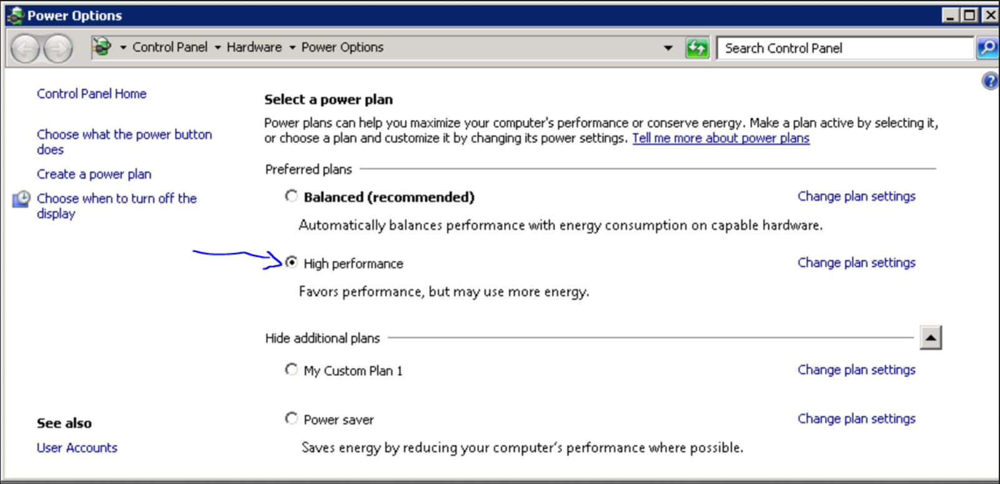 Power Options
Control Panel Hardware Power Options
Search Control Panel
Control Panel Home
Choose what the power button
does
Create a power plan
Choose when to turn off the
display
See also
User Accounts
Select a power plan
Power plans can help you maximize your computer's performance or conserve energy. Make a plan active by selecting it,
or choose a plan and customize it by changing its power settings. Tell me more about power plans
Preferred plans
Balanced (recommended) Change plan settings
Automatically balances performance with energy consumption on capable hardware.
High performance Change plan settings
Favors performance, but may use more energy.
Hide additional plans
My Custom Plan 1 Change plan settings
Power saver Change plan settings
Saves energy by reducing your computer's performance where possible.